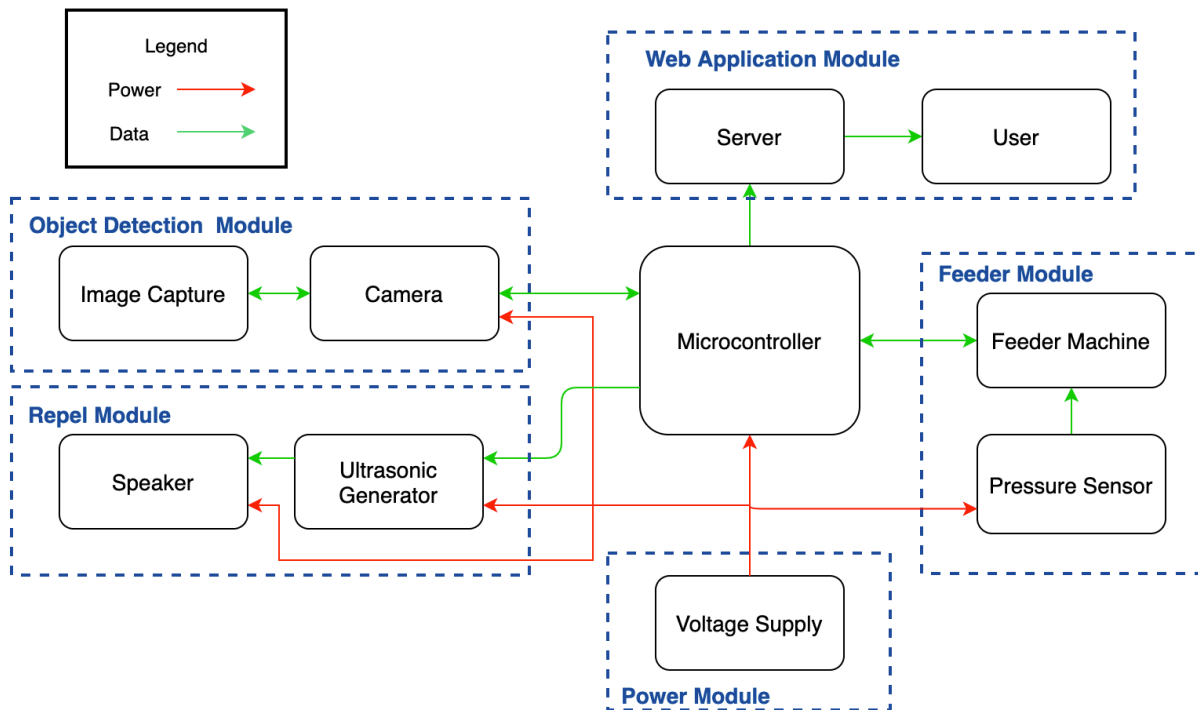 Legend
Power
Data
Web Application Module
Server
User
Object Detection  Module
Image Capture
Camera
Microcontroller
Feeder Module
Feeder Machine
Pressure Sensor
Repel Module
Speaker
Ultrasonic
Generator
Voltage Supply
Power Module